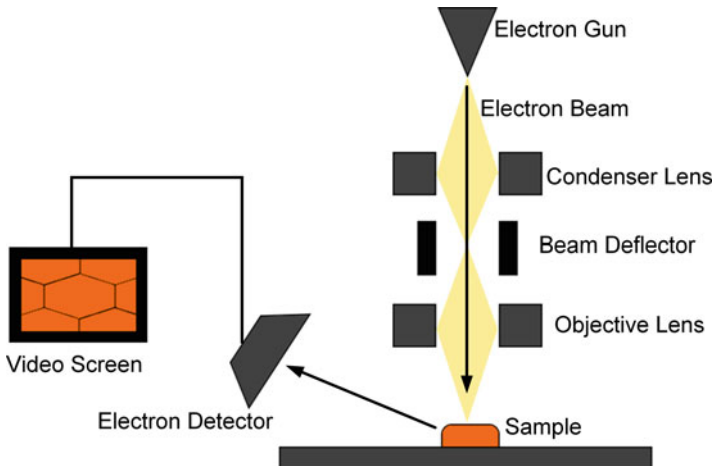 Electron Gun
Electron Beam
Condenser Lens
Beam Deflector
Objective Lens
Video Screen
Electron Detector
Sample